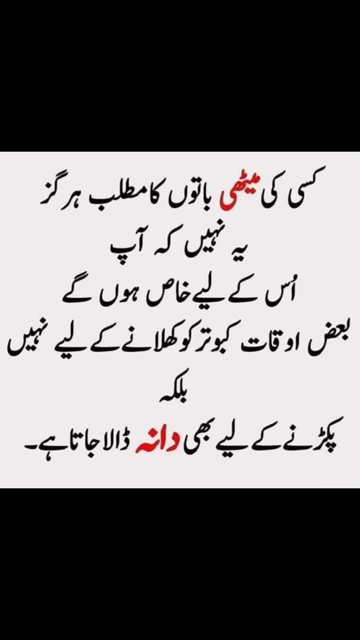 کسی کی میٹھی باتوں کا مطلب ہرگز
یہ نہیں کہ آپ
اُس کے لیے خاص ہوں گے
بعض اوقات کبوتر کو کھلانے کے لیے نہیں
بلکہ
پکڑنے کے لیے بھی دانہ ڈالا جاتا ہے۔